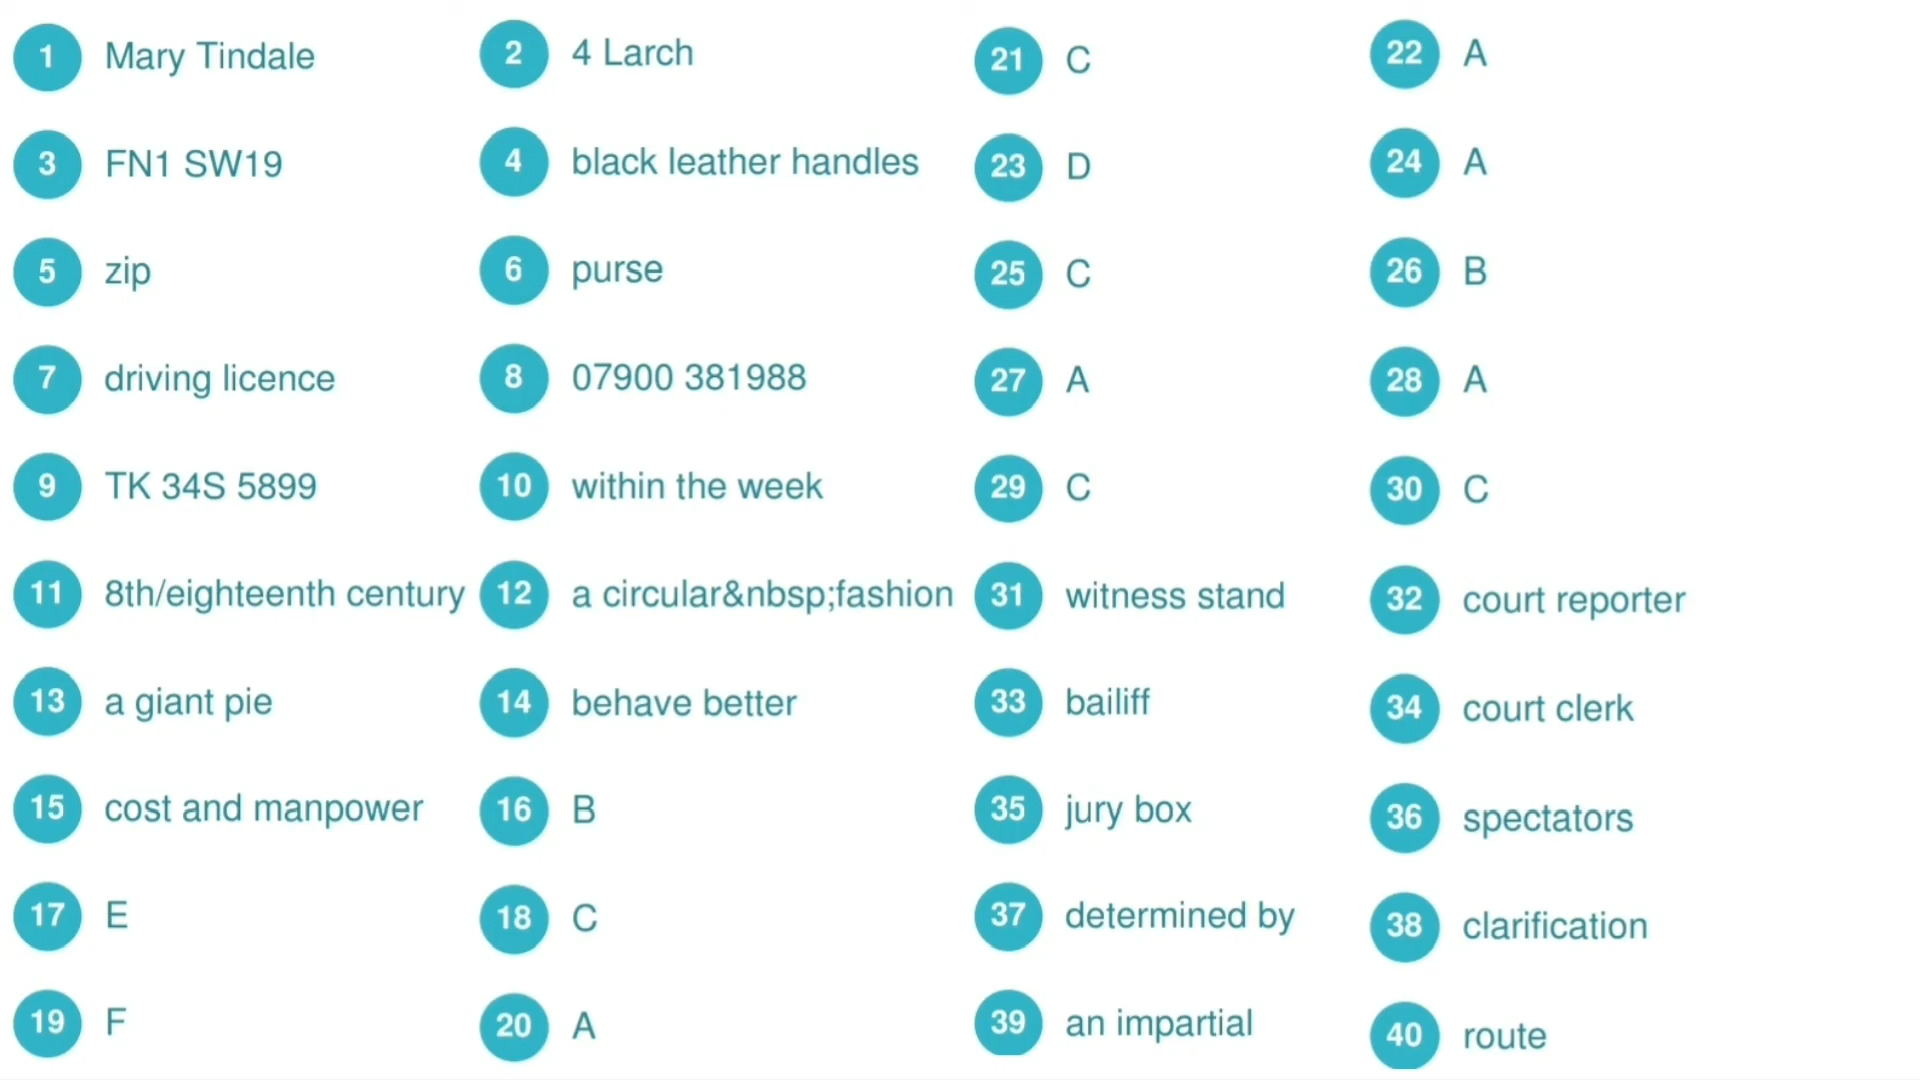 1 Mary Tindale
2 4 Larch
3 FN1 SW19
4 black leather handles
5 zip
6 purse
7 driving licence
8 07900 381988
9 TK 34S 5899
10 within the week
11 8th/eighteenth century
12 a circular&nbsp;fashion
13 a giant pie
14 behave better
15 cost and manpower
16 B
17 E
18 C
19 F
20 A
21 C
22 A
23 D
24 A
25 C
26 B
27 A
28 A
29 C
30 C
31 witness stand
32 court reporter
33 bailiff
34 court clerk
35 jury box
36 spectators
37 determined by
38 clarification
39 an impartial
40 route